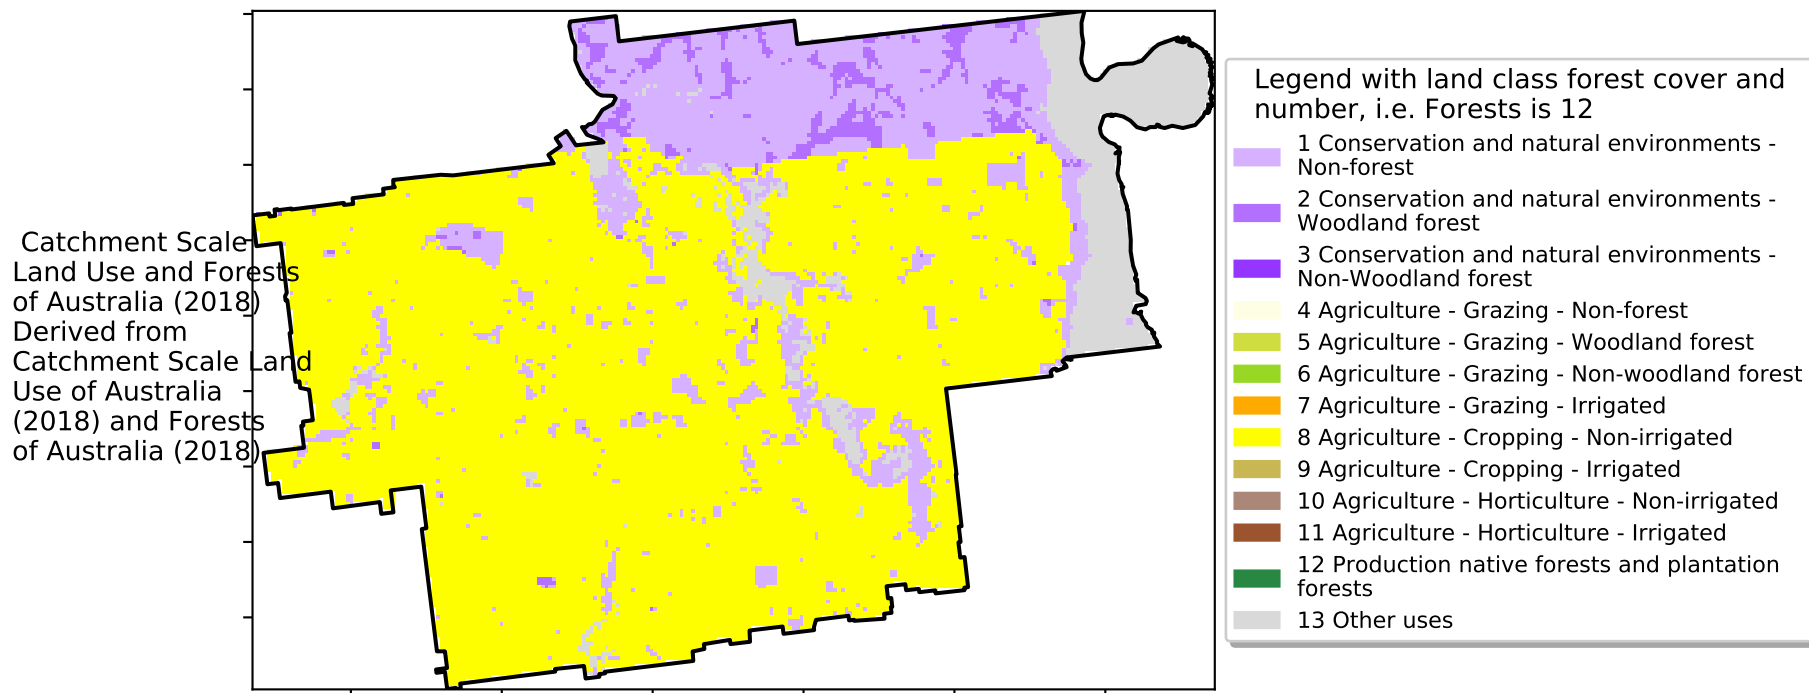 Catchment Scale
Land Use and Forests
of Australia (2018)
Derived from
Catchment Scale Land
Use of Australia
(2018) and Forests
of Australia (2018)
Legend with land class forest cover and
number, i.e. Forests is 12
1 Conservation and natural environments -
Non-forest
2 Conservation and natural environments -
Woodland forest
3 Conservation and natural environments -
Non-Woodland forest
4 Agriculture - Grazing - Non-forest
5 Agriculture - Grazing - Woodland forest
6 Agriculture - Grazing - Non-woodland forest
7 Agriculture - Grazing - Irrigated
8 Agriculture - Cropping - Non-irrigated
9 Agriculture - Cropping - Irrigated
10 Agriculture - Horticulture - Non-irrigated
11 Agriculture - Horticulture - Irrigated
12 Production native forests and plantation
forests
13 Other uses